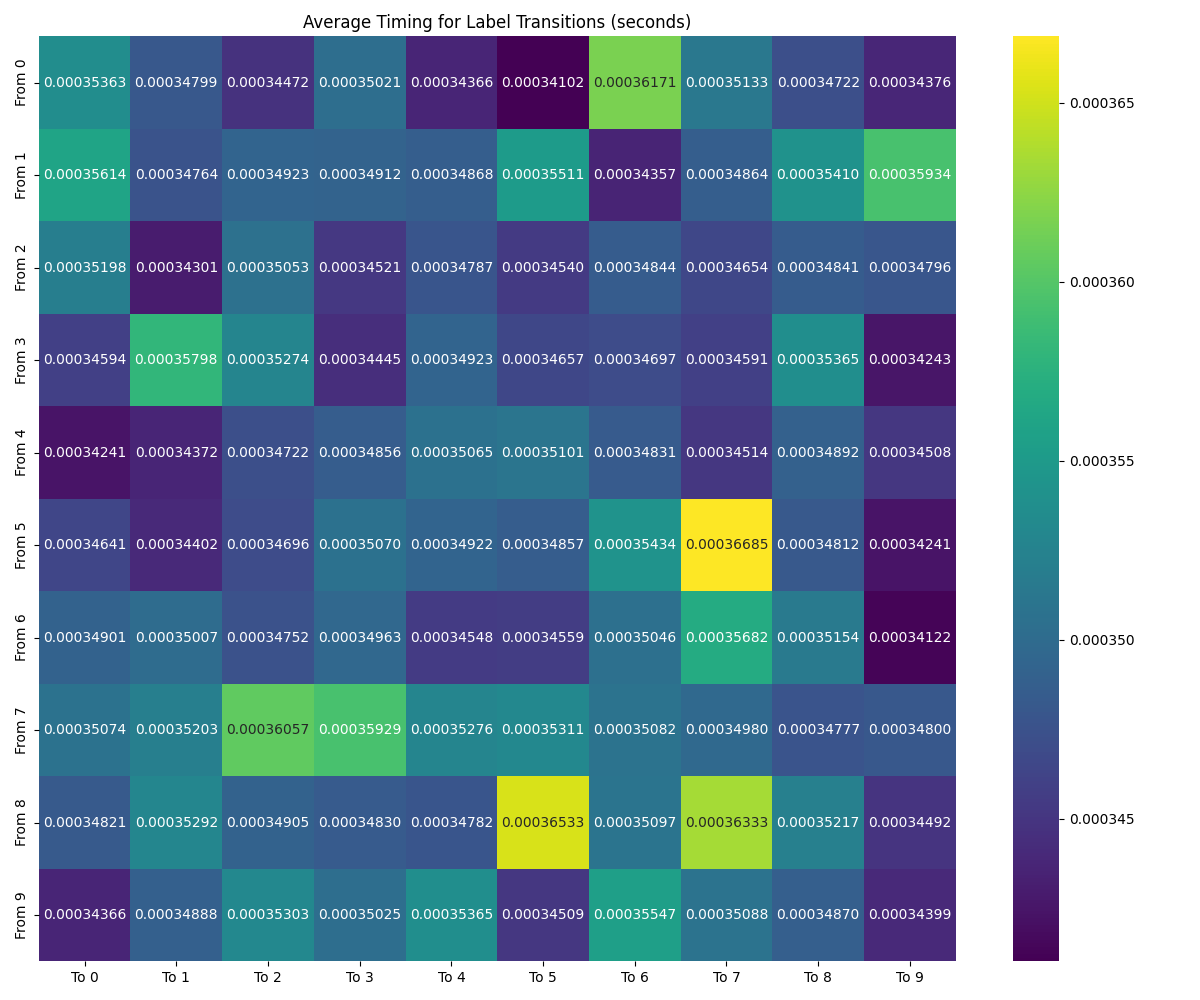 Average Timing for Label Transitions (seconds)
From 0 0.00035363 0.00034799 0.00034472 0.00035021 0.00034366 0.00034102 0.00036171 0.00035133 0.00034722 0.00034376
From 1 0.00035614 0.00034764 0.00034923 0.00034912 0.00034868 0.00035511 0.00034357 0.00034864 0.00035410 0.00035934
From 2 0.00035198 0.00034301 0.00035053 0.00034521 0.00034787 0.00034540 0.00034844 0.00034654 0.00034841 0.00034796
From 3 0.00034594 0.00035798 0.00035274 0.00034445 0.00034923 0.00034657 0.00034697 0.00034591 0.00035365 0.00034243
From 4 0.00034241 0.00034372 0.00034722 0.00034856 0.00035065 0.00035101 0.00034831 0.00034514 0.00034892 0.00034508
From 5 0.00034641 0.00034402 0.00034696 0.00035070 0.00034922 0.00034857 0.00035434 0.00036685 0.00034812 0.00034241
From 6 0.00034901 0.00035007 0.00034752 0.00034963 0.00034548 0.00034559 0.00035046 0.00035682 0.00035154 0.00034122
From 7 0.00035074 0.00035203 0.00036057 0.00035929 0.00035276 0.00035311 0.00035082 0.00034980 0.00034777 0.00034800
From 8 0.00034821 0.00035292 0.00034905 0.00034830 0.00034782 0.00036533 0.00035097 0.00036333 0.00035217 0.00034492
From 9 0.00034366 0.00034888 0.00035303 0.00035025 0.00035365 0.00034509 0.00035547 0.00035088 0.00034870 0.00034399
To 0 To 1 To 2 To 3 To 4 To 5 To 6 To 7 To 8 To 9
0.000365
0.000360
0.000355
0.000350
0.000345